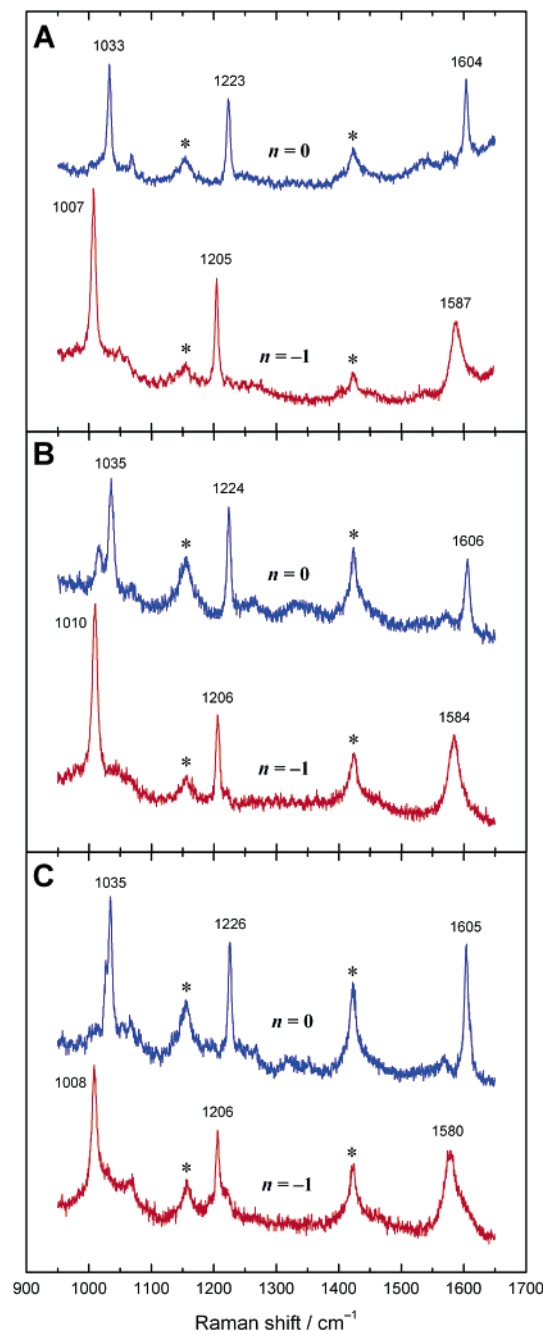 A
1033
1223
1604
*
*
n = 0
1007
1205
1587
*
*
n = –1
B
1035
1224
1606
*
*
n = 0
1010
1206
1584
*
*
n = –1
C
1035
1226
1605
*
*
n = 0
1008
1206
1580
*
*
n = –1
900 1000 1100 1200 1300 1400 1500 1600 1700
Raman shift / cm⁻¹